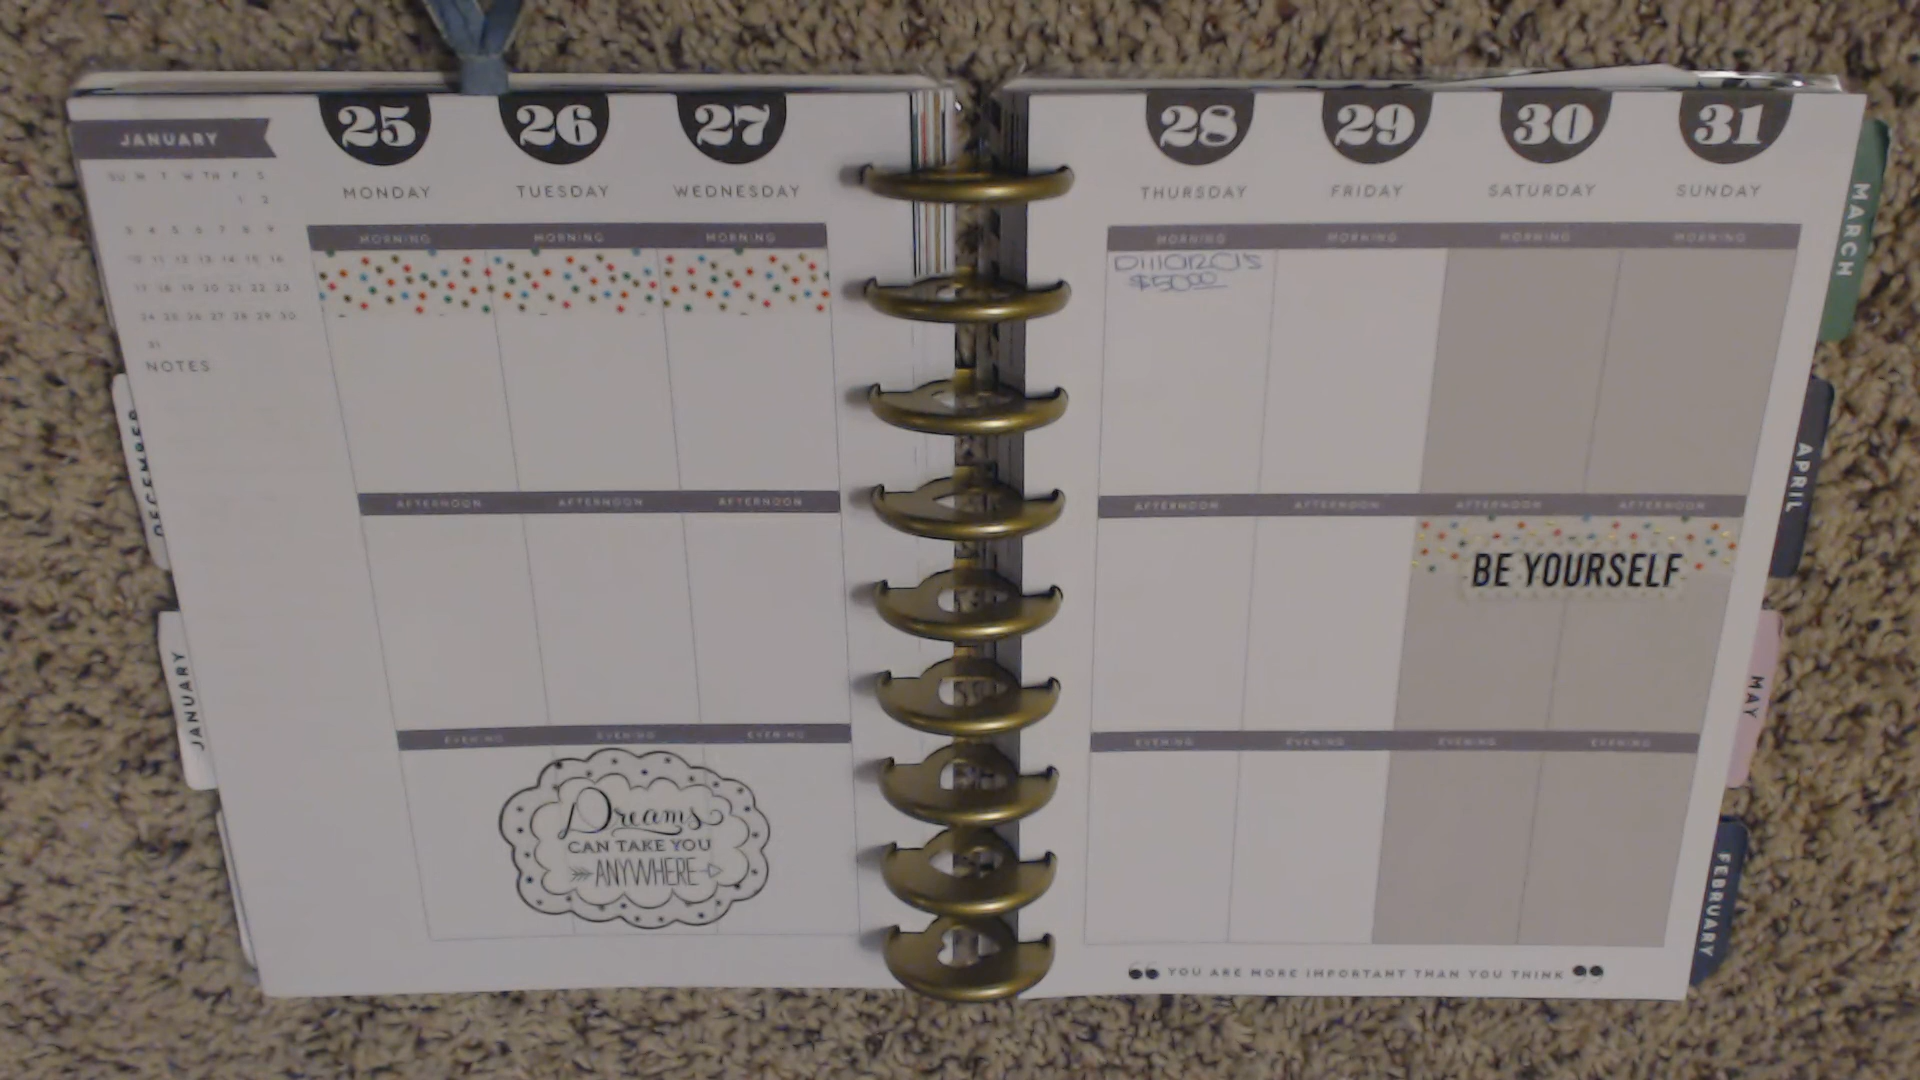 JANUARY
SU M T W TH F S
1 2
3 4 5 6 7 8 9
10 11 12 13 14 15 16
17 18 19 20 21 22 23
24 25 26 27 28 29 30
31
NOTES
25 26 27
MONDAY TUESDAY WEDNESDAY
MORNING MORNING MORNING
AFTERNOON AFTERNOON AFTERNOON
EVENING EVENING EVENING
Dreams
CAN TAKE YOU
ANYWHERE
DECEMBER
JANUARY
28 29 30 31
THURSDAY FRIDAY SATURDAY SUNDAY
MORNING MORNING MORNING MORNING
Dillard's
$50.00
AFTERNOON AFTERNOON AFTERNOON AFTERNOON
BE YOURSELF
EVENING EVENING EVENING EVENING
“ YOU ARE MORE IMPORTANT THAN YOU THINK ”
MARCH
APRIL
MAY
FEBRUARY